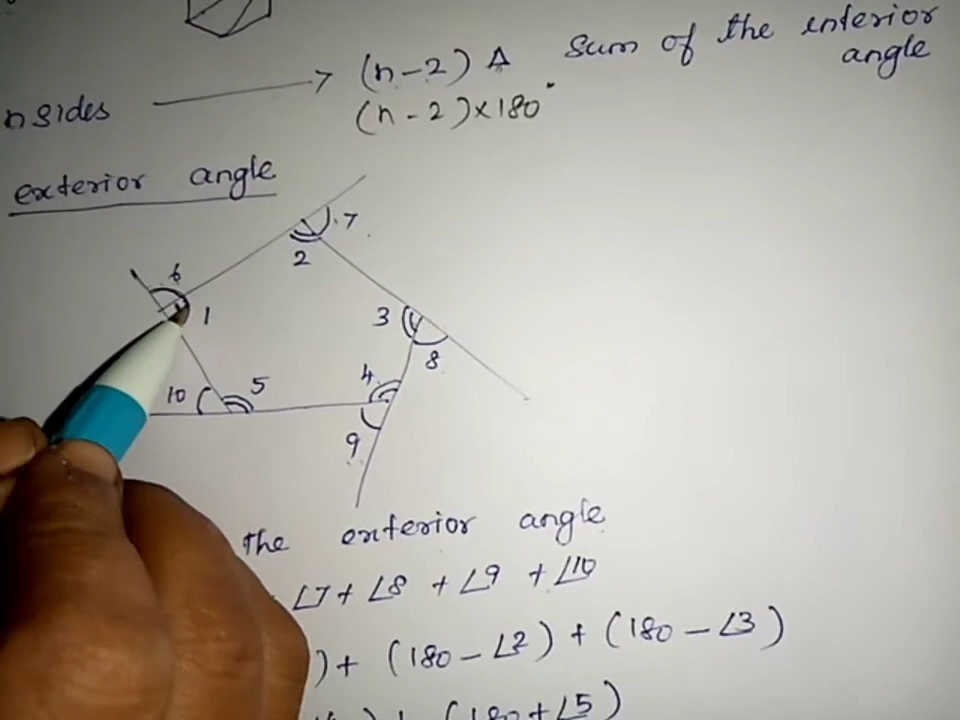 n sides ⟶ (n-2) Δ sum of the interior angle
(n-2)×180°
exterior angle
7
2
6
1
3
8
4
5
10
9
the exterior angle
∠7 + ∠8 + ∠9 + ∠10
) + (180 - ∠2) + (180 - ∠3)
(180 + ∠5)